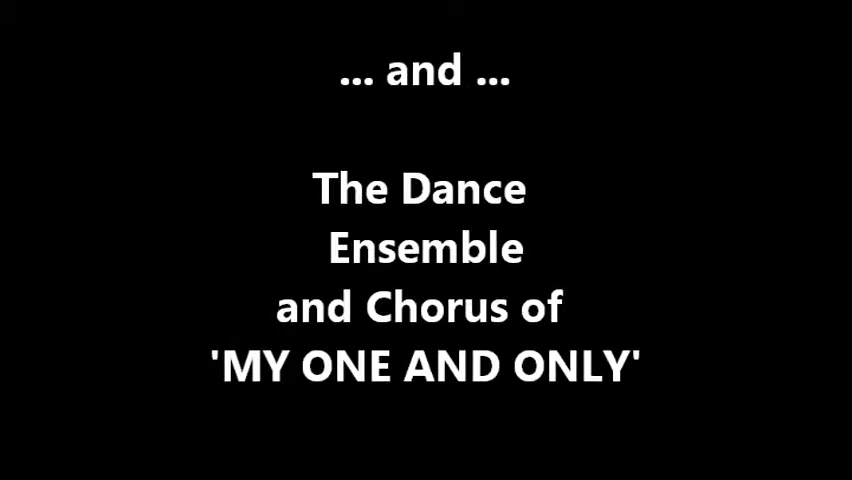 ... and ...
The Dance
Ensemble
and Chorus of
'MY ONE AND ONLY'